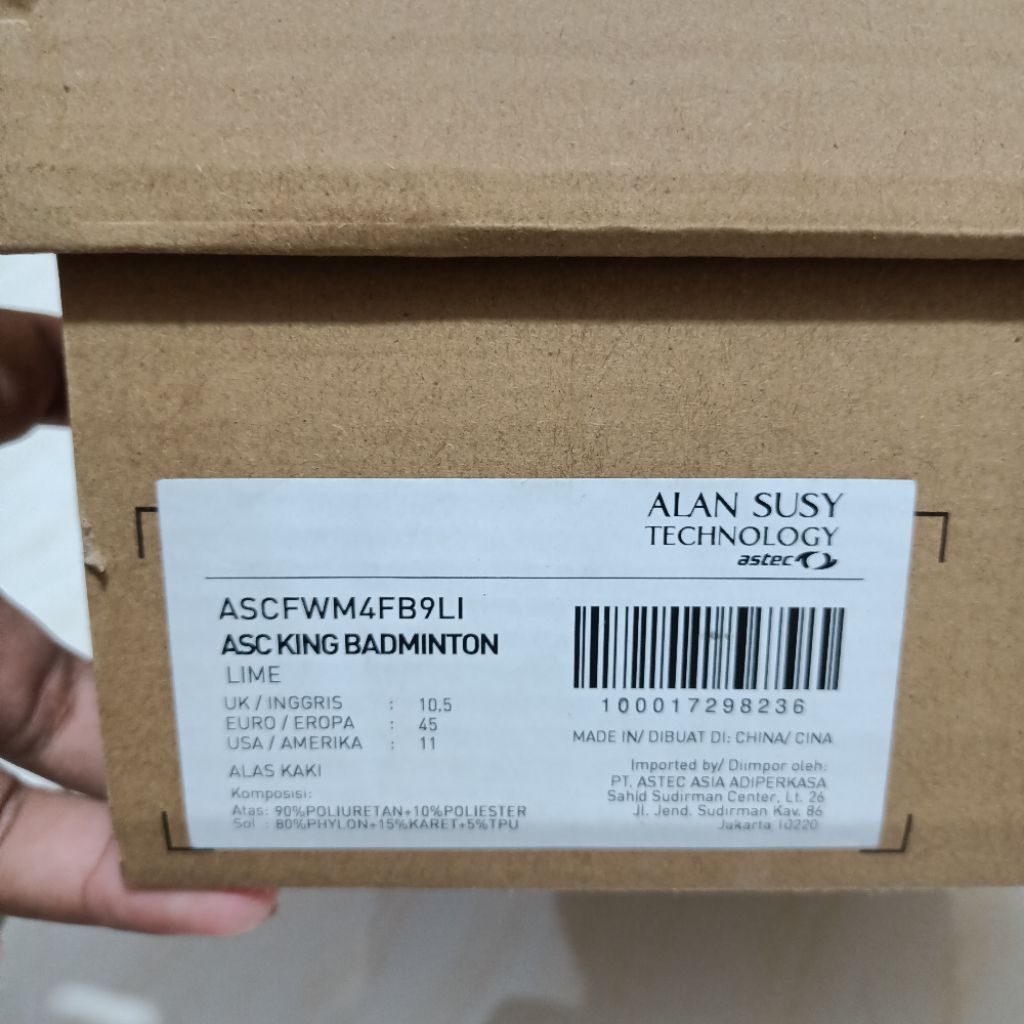 ALAN SUSY
TECHNOLOGY
astec
ASCFWM4FB9LI
ASC KING BADMINTON
LIME
UK / INGGRIS : 10.5
EURO / EROPA : 45
USA / AMERIKA : 11
ALAS KAKI
Komposisi:
Atas: 90%POLIURETAN+10%POLIESTER
Sol : 80%PHYLON+15%KARET+5%TPU
100017298236
MADE IN/ DIBUAT DI: CHINA/ CINA
Imported by/ Diimpor oleh:
PT. ASTEC ASIA ADIPERKASA
Sahid Sudirman Center, Lt. 26
Jl. Jend. Sudirman Kav. 86
Jakarta 10220